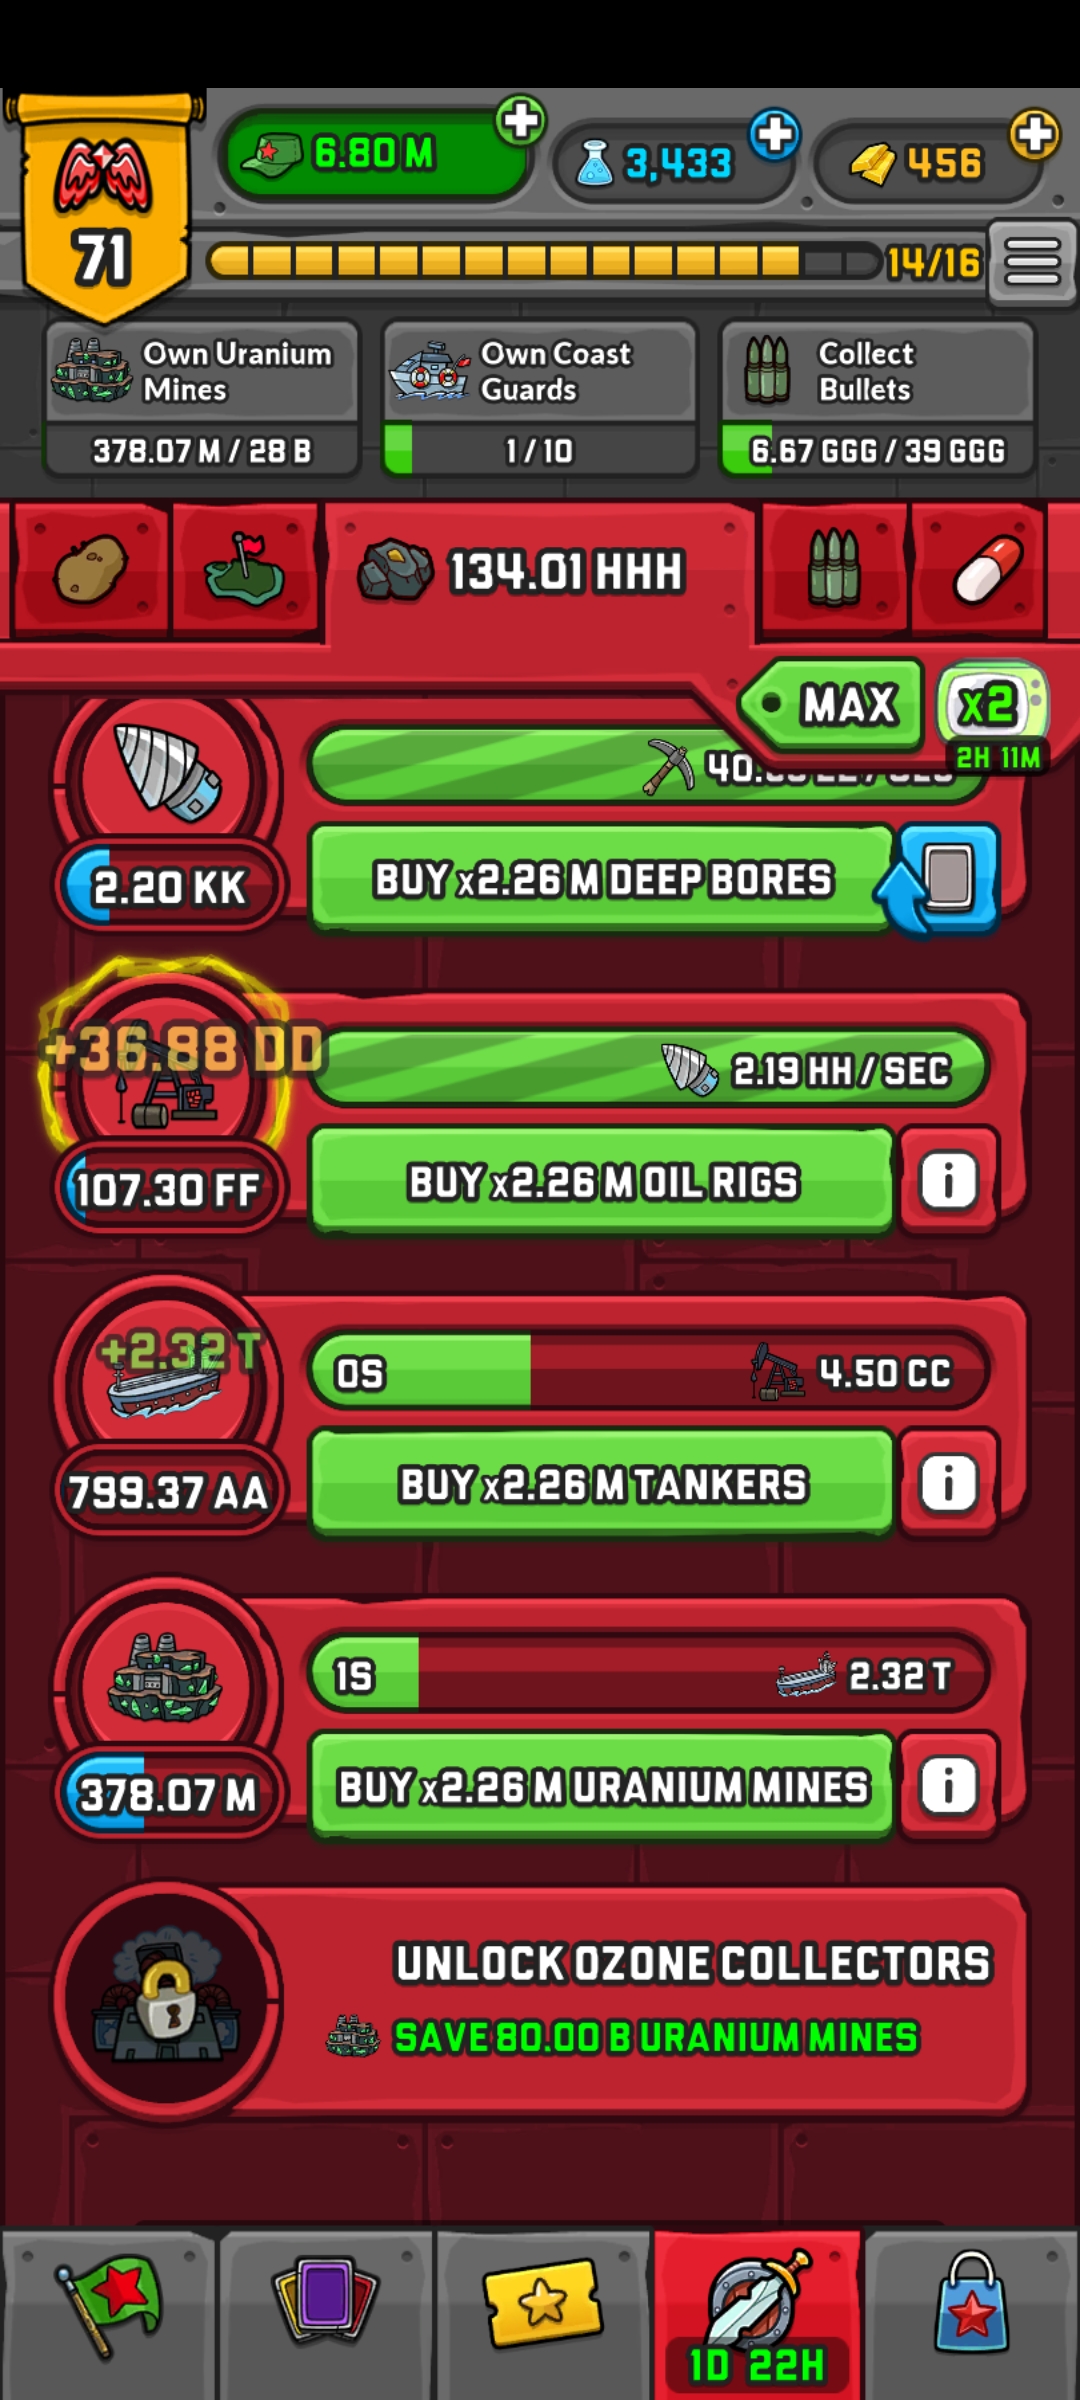 71
6.80 M
3,433
456
14/16
Own Uranium
Mines
378.07 M / 28 B
Own Coast
Guards
1 / 10
Collect
Bullets
6.67 GGG / 39 GGG
134.01 HHH
MAX
x2
2H 11M
2.20 KK
BUY x2.26 M DEEP BORES
+36.88 DD
2.19 HH / SEC
107.30 FF
BUY x2.26 M OIL RIGS
+2.32 T
0S
4.50 CC
799.37 AA
BUY x2.26 M TANKERS
i
1S
2.32 T
378.07 M
BUY x2.26 M URANIUM MINES
i
UNLOCK OZONE COLLECTORS
SAVE 80.00 B URANIUM MINES
1D 22H